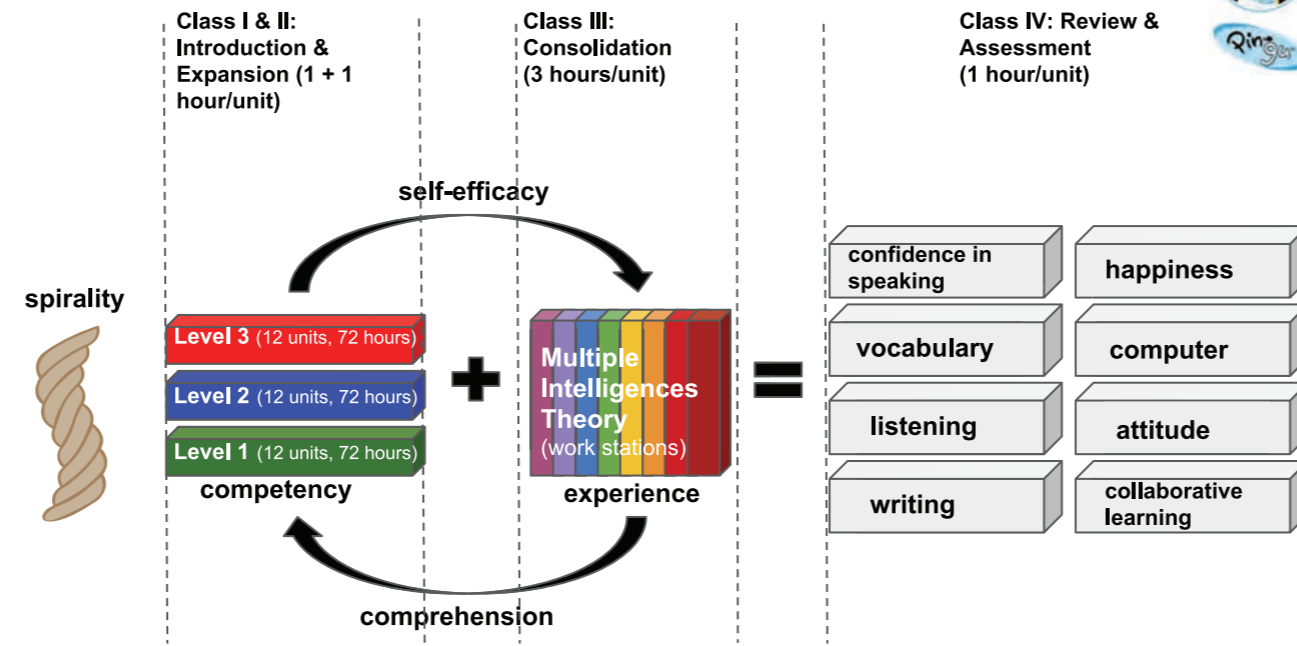 Class I & II:
Introduction &
Expansion (1 + 1
hour/unit)
Class III:
Consolidation
(3 hours/unit)
Class IV: Review &
Assessment
(1 hour/unit)
Pingu
self-efficacy
spirality
Level 3 (12 units, 72 hours)
Level 2 (12 units, 72 hours)
Level 1 (12 units, 72 hours)
competency
+
Multiple
Intelligences
Theory
(work stations)
experience
=
comprehension
confidence in
speaking
happiness
vocabulary
computer
listening
attitude
writing
collaborative
learning